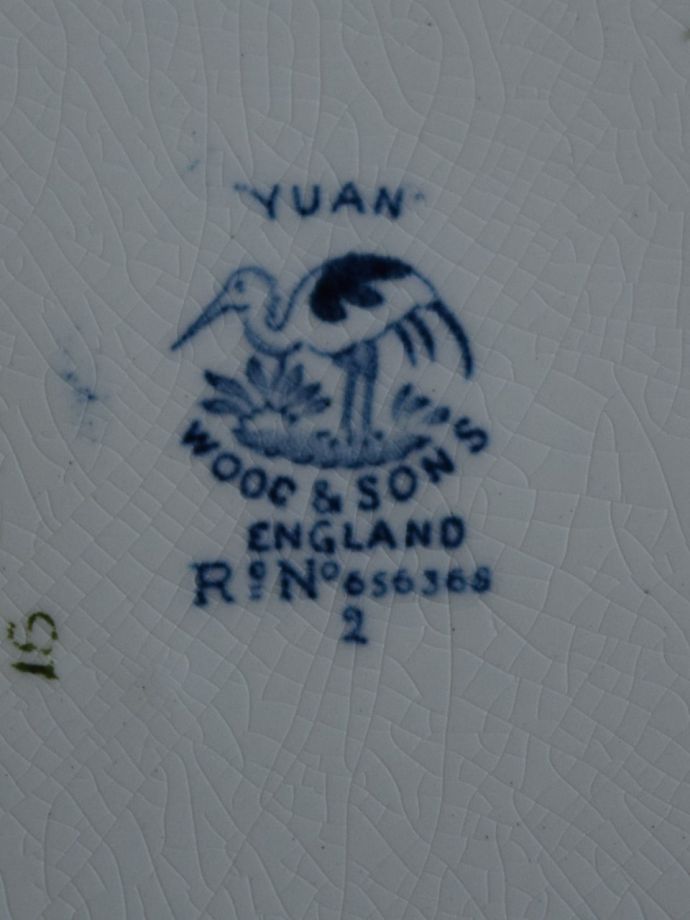 "YUAN"
WOOD & SONS
ENGLAND
Rᵈ Nº 656368
2
15